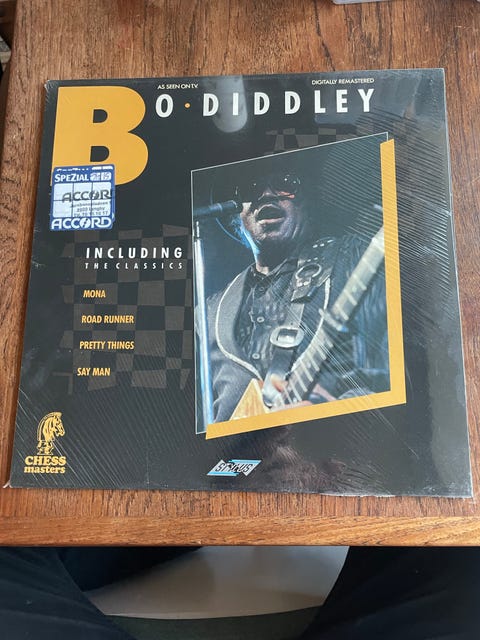 AS SEEN ON T.V.
DIGITALLY REMASTERED
BO·DIDDLEY
SPEZIAL
ACCORD
ACCORD
INCLUDING
THE CLASSICS
MONA
ROAD RUNNER
PRETTY THINGS
SAY MAN
CHESS
masters
STYLUS